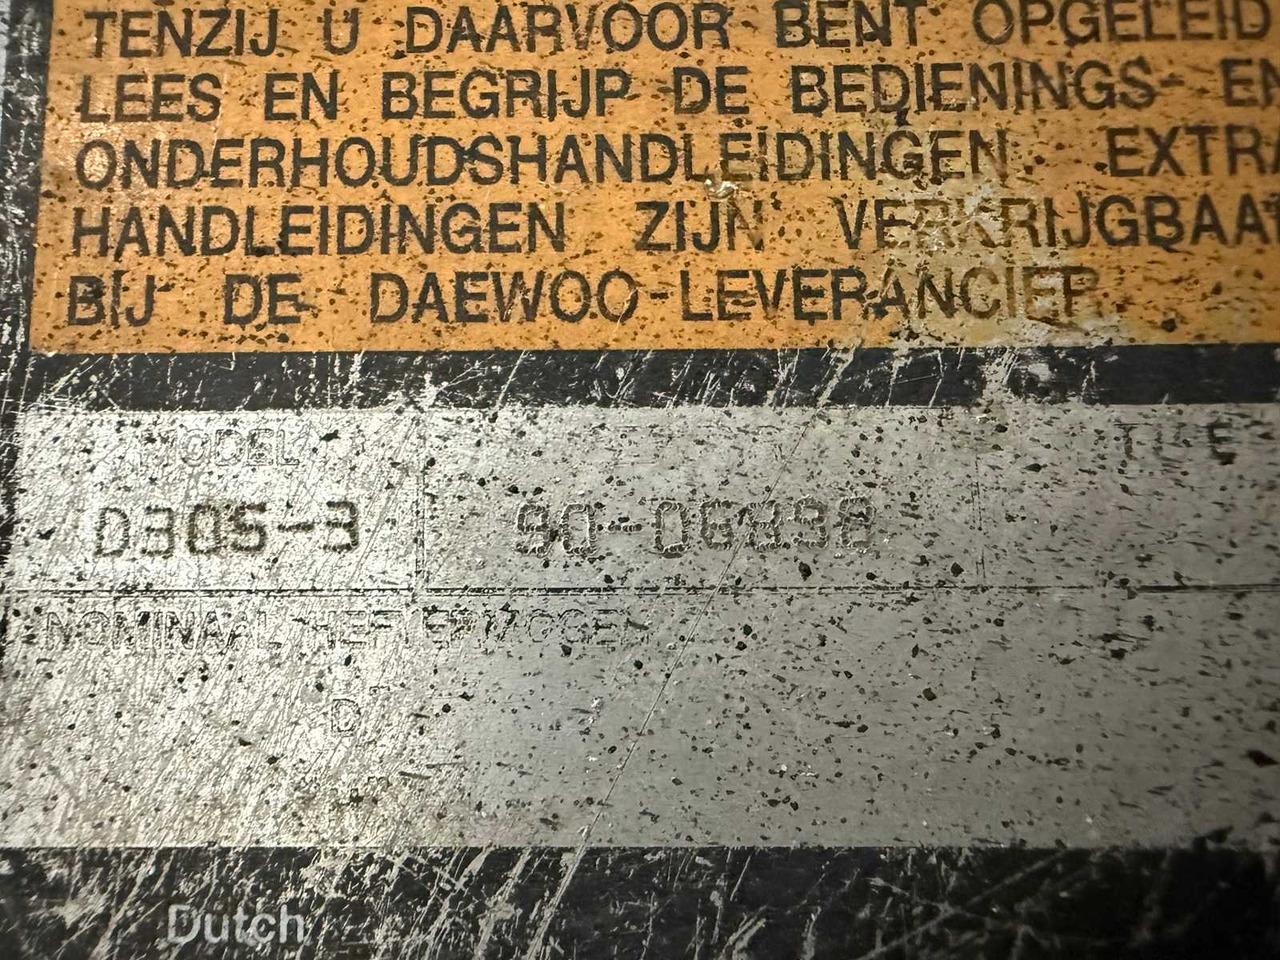 TENZIJ U DAARVOOR BENT OPGELEID
LEES EN BEGRIJP DE BEDIENINGS- EN
ONDERHOUDSHANDLEIDINGEN. EXTRA
HANDLEIDINGEN ZIJN VERKRIJGBAAR
BIJ DE DAEWOO-LEVERANCIER.
MODEL
D30S-3
NOMINAAL HEFVERMOGEN
Dutch